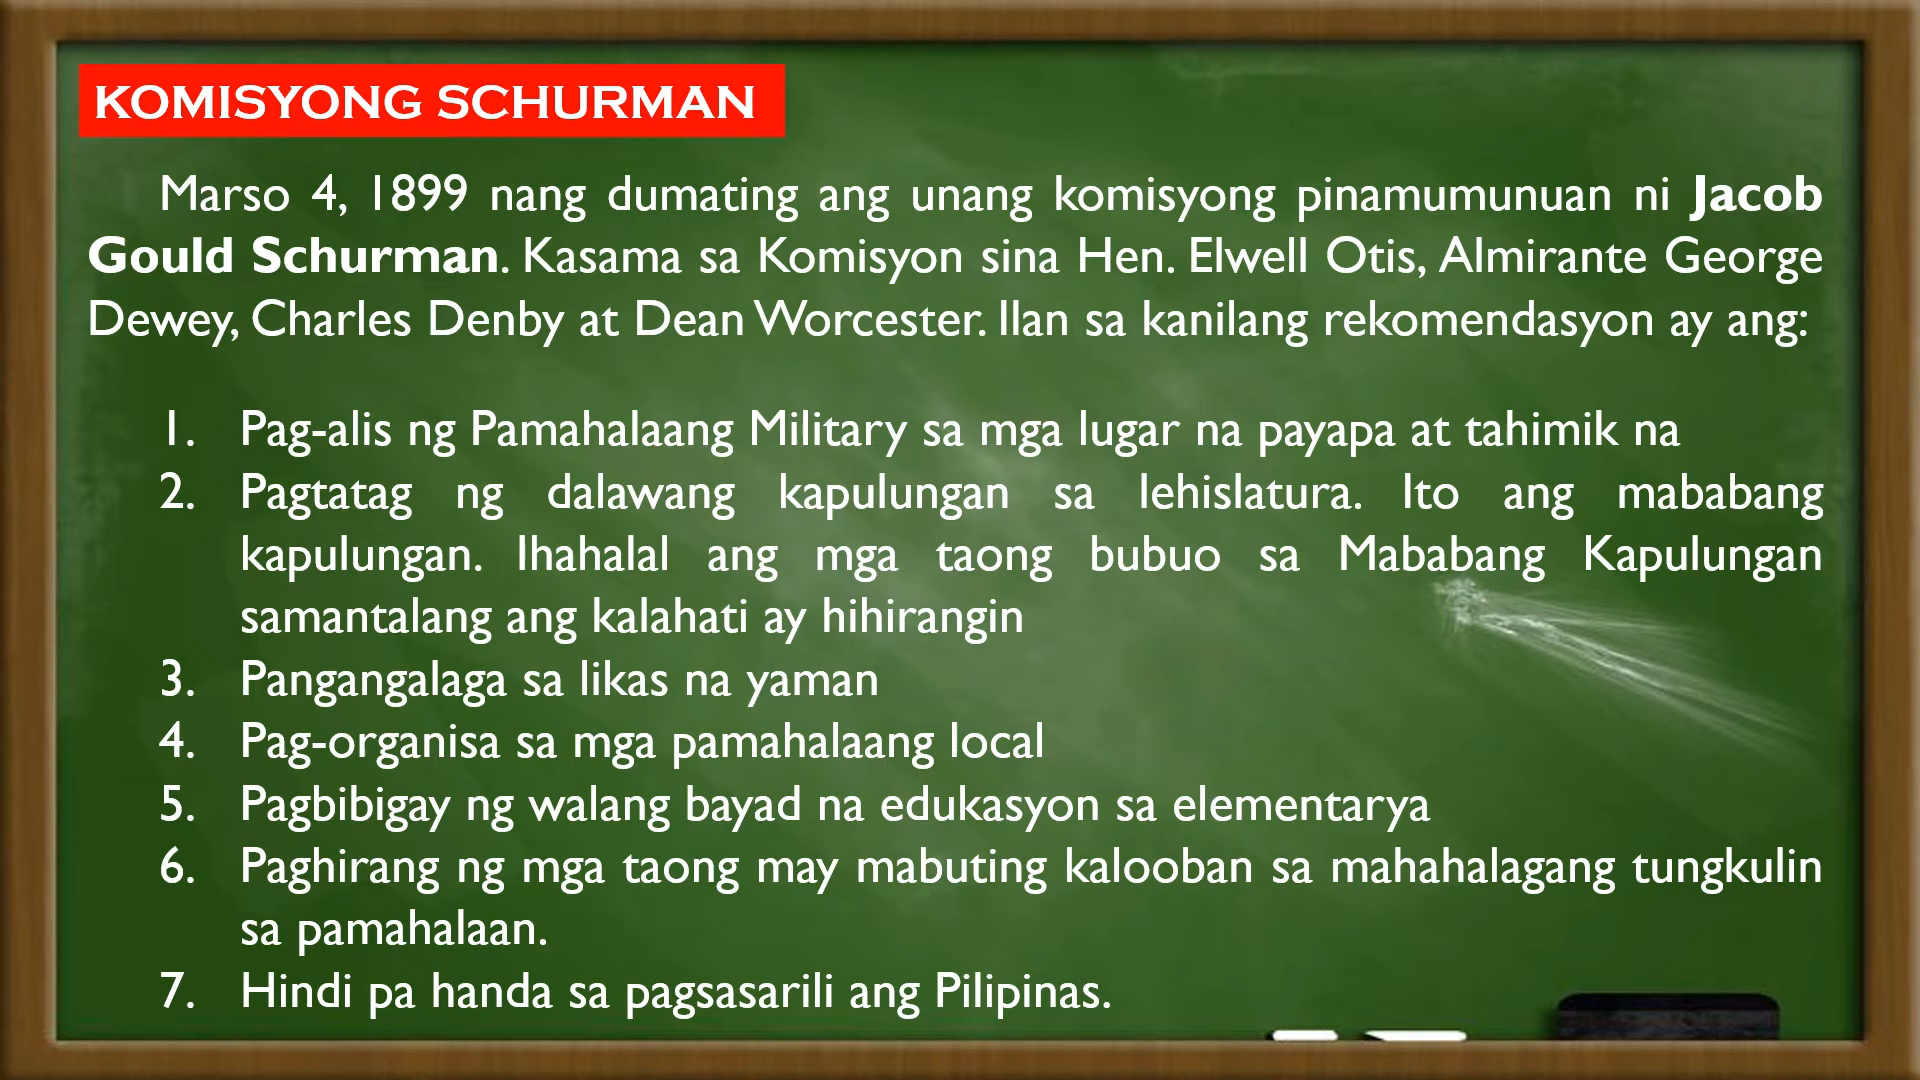 KOMISYONG SCHURMAN
Marso 4, 1899 nang dumating ang unang komisyong pinamumunuan ni Jacob
Gould Schurman. Kasama sa Komisyon sina Hen. Elwell Otis, Almirante George
Dewey, Charles Denby at Dean Worcester. Ilan sa kanilang rekomendasyon ay ang:
1. Pag-alis ng Pamahalaang Military sa mga lugar na payapa at tahimik na
2. Pagtatag ng dalawang kapulungan sa lehislatura. Ito ang mababang
kapulungan. Ihahalal ang mga taong bubuo sa Mababang Kapulungan
samantalang ang kalahati ay hihirangin
3. Pangangalaga sa likas na yaman
4. Pag-organisa sa mga pamahalaang local
5. Pagbibigay ng walang bayad na edukasyon sa elementarya
6. Paghirang ng mga taong may mabuting kalooban sa mahahalagang tungkulin
sa pamahalaan.
7. Hindi pa handa sa pagsasarili ang Pilipinas.